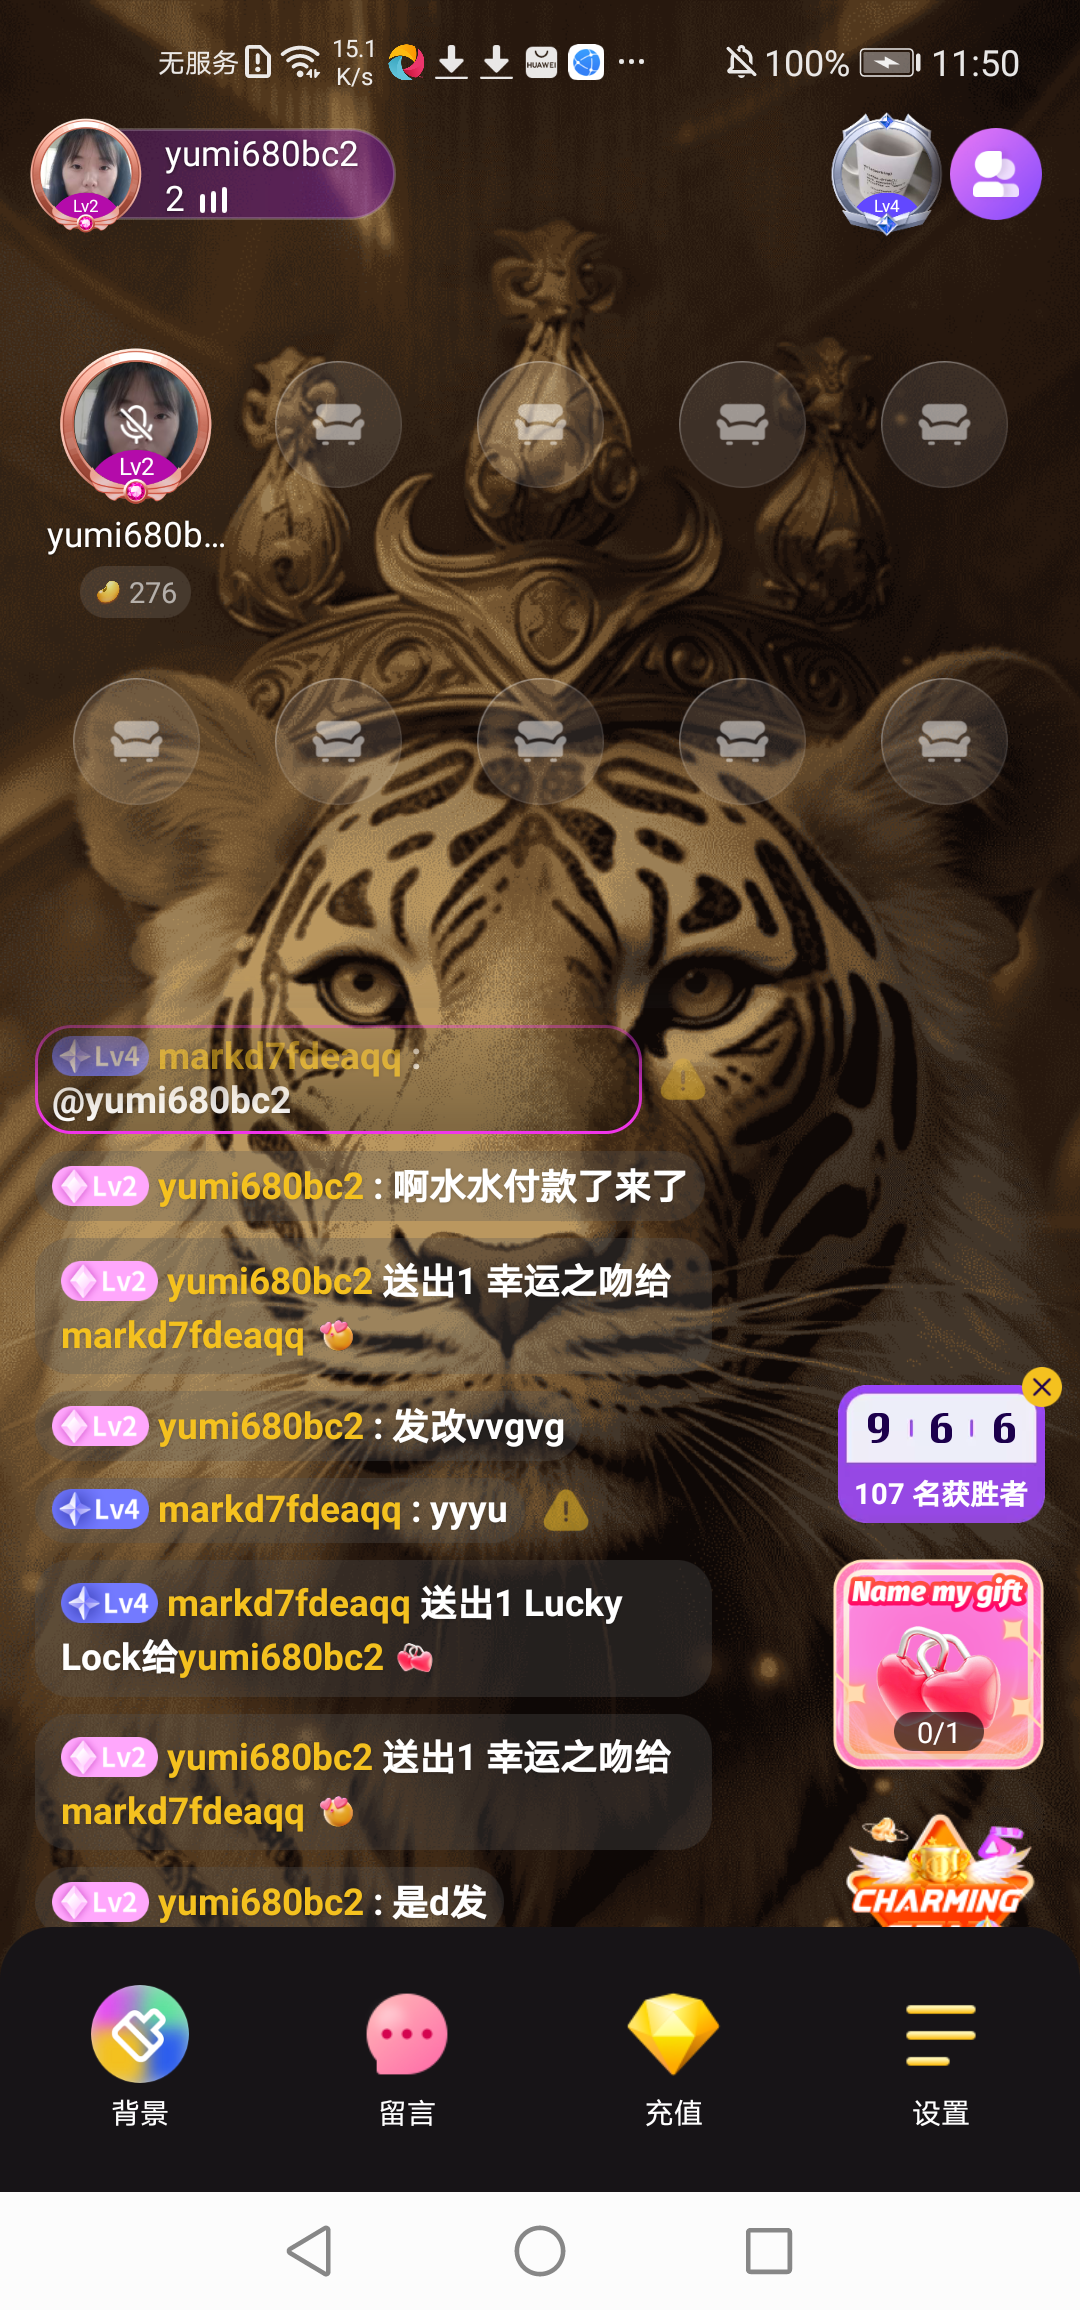 无服务 15.1 K/s HUAWEI 100% 11:50
yumi680bc2
2
Lv2
Lv4
Lv2
yumi680b...
276
Lv4 markd7fdeaqq :
@yumi680bc2
Lv2 yumi680bc2 : 啊水水付款了来了
Lv2 yumi680bc2 送出1 幸运之吻给
markd7fdeaqq
Lv2 yumi680bc2 : 发改vvgvg
Lv4 markd7fdeaqq : yyyu
Lv4 markd7fdeaqq 送出1 Lucky
Lock给yumi680bc2
Lv2 yumi680bc2 送出1 幸运之吻给
markd7fdeaqq
Lv2 yumi680bc2 : 是d发
9 6 6
107 名获胜者
Name my gift
0/1
CHARMING
背景 留言 充值 设置